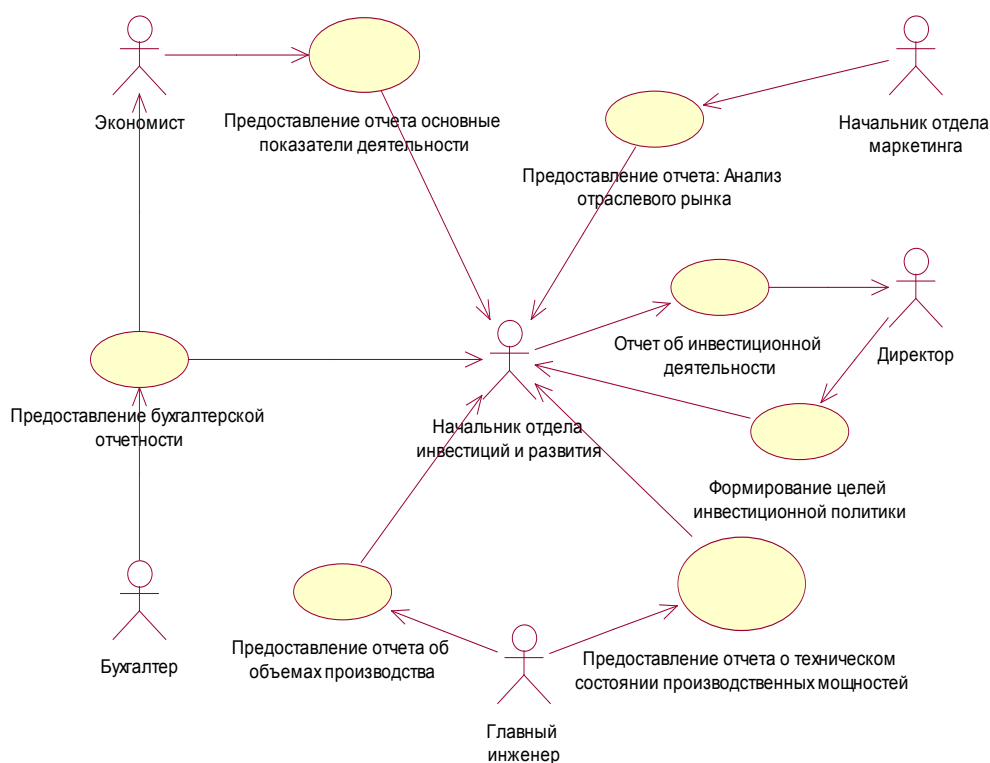 Экономист
Предоставление отчета основные
показатели деятельности
Начальник отдела
маркетинга
Предоставление отчета: Анализ
отраслевого рынка
Отчет об инвестиционной
деятельности
Директор
Предоставление бухгалтерской
отчетности
Начальник отдела
инвестиций и развития
Формирование целей
инвестиционной политики
Бухгалтер
Предоставление отчета об
объемах производства
Предоставление отчета о техническом
состоянии производственных мощностей
Главный
инженер